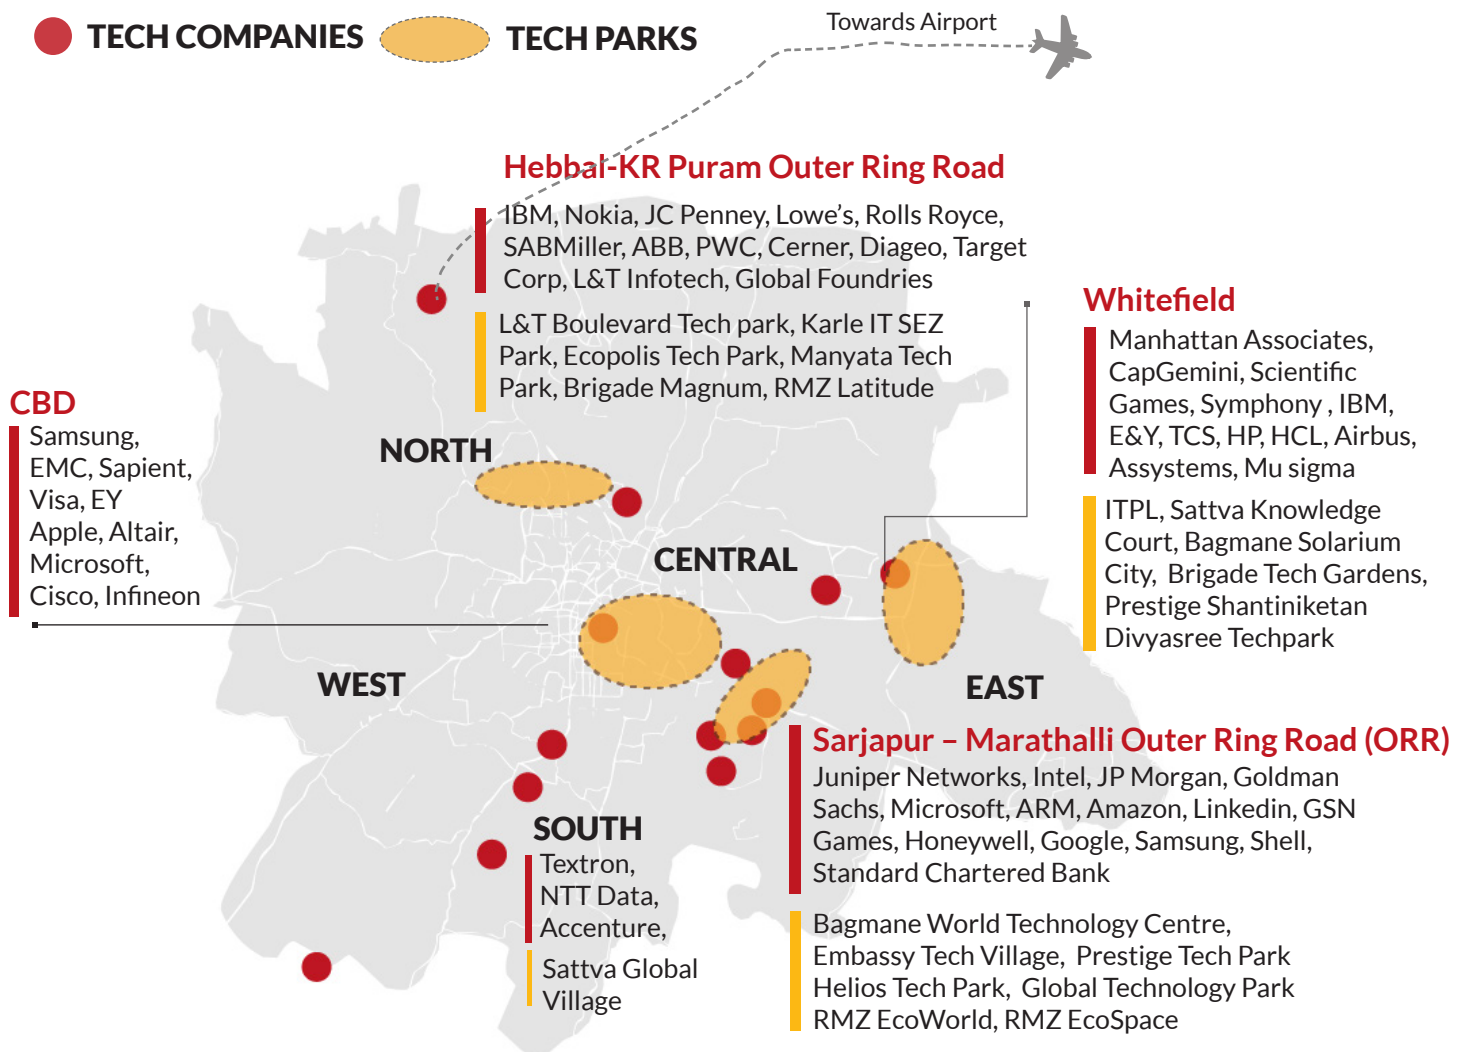 TECH COMPANIES
TECH PARKS
Towards Airport
Hebbal-KR Puram Outer Ring Road
IBM, Nokia, JC Penney, Lowe’s, Rolls Royce,
SABMiller, ABB, PWC, Cerner, Diageo, Target
Corp, L&T Infotech, Global Foundries
L&T Boulevard Tech park, Karle IT SEZ
Park, Ecopolis Tech Park, Manyata Tech
Park, Brigade Magnum, RMZ Latitude
Whitefield
Manhattan Associates,
CapGemini, Scientific
Games, Symphony , IBM,
E&Y, TCS, HP, HCL, Airbus,
Assystems, Mu sigma
ITPL, Sattva Knowledge
Court, Bagmane Solarium
City, Brigade Tech Gardens,
Prestige Shantiniketan
Divyasree Techpark
CBD
Samsung,
EMC, Sapient,
Visa, EY
Apple, Altair,
Microsoft,
Cisco, Infineon
NORTH
CENTRAL
WEST
EAST
Sarjapur – Marathalli Outer Ring Road (ORR)
Juniper Networks, Intel, JP Morgan, Goldman
Sachs, Microsoft, ARM, Amazon, Linkedin, GSN
Games, Honeywell, Google, Samsung, Shell,
Standard Chartered Bank
Bagmane World Technology Centre,
Embassy Tech Village, Prestige Tech Park
Helios Tech Park, Global Technology Park
RMZ EcoWorld, RMZ EcoSpace
SOUTH
Textron,
NTT Data,
Accenture,
Sattva Global
Village